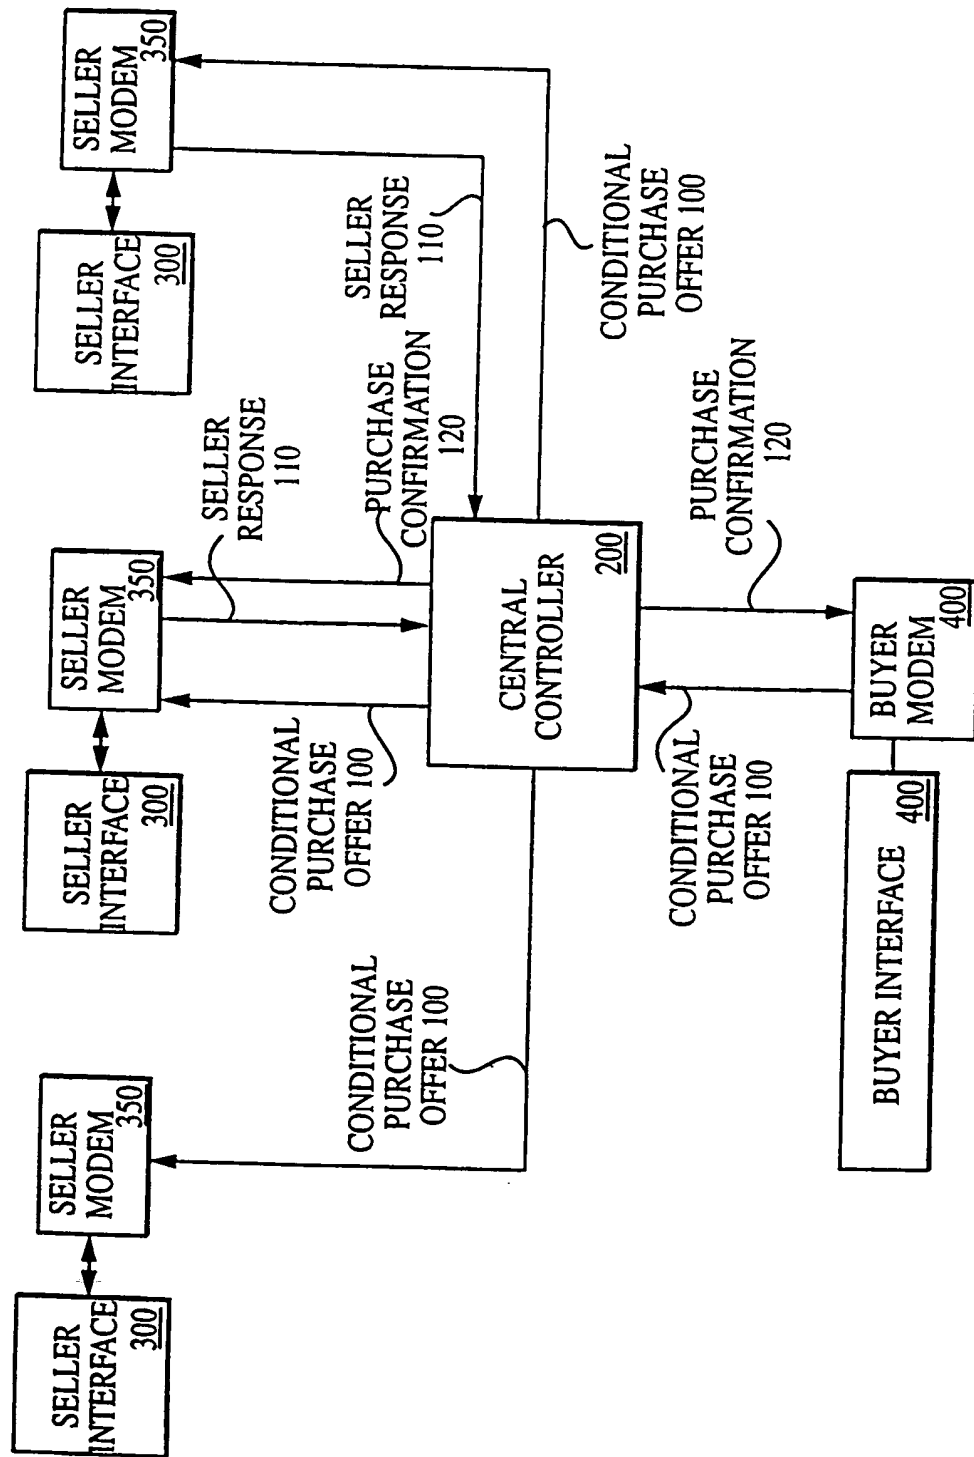 SELLER
INTERFACE
300
SELLER
MODEM
350
SELLER
INTERFACE
300
SELLER
MODEM
350
SELLER
INTERFACE
300
SELLER
MODEM
350
CONDITIONAL
PURCHASE
OFFER 100
CONDITIONAL
PURCHASE
OFFER 100
SELLER
RESPONSE
110
PURCHASE
CONFIRMATION
120
SELLER
RESPONSE
110
CENTRAL
CONTROLLER
200
CONDITIONAL
PURCHASE
OFFER 100
CONDITIONAL
PURCHASE
OFFER 100
PURCHASE
CONFIRMATION
120
BUYER INTERFACE
400
BUYER
MODEM
400